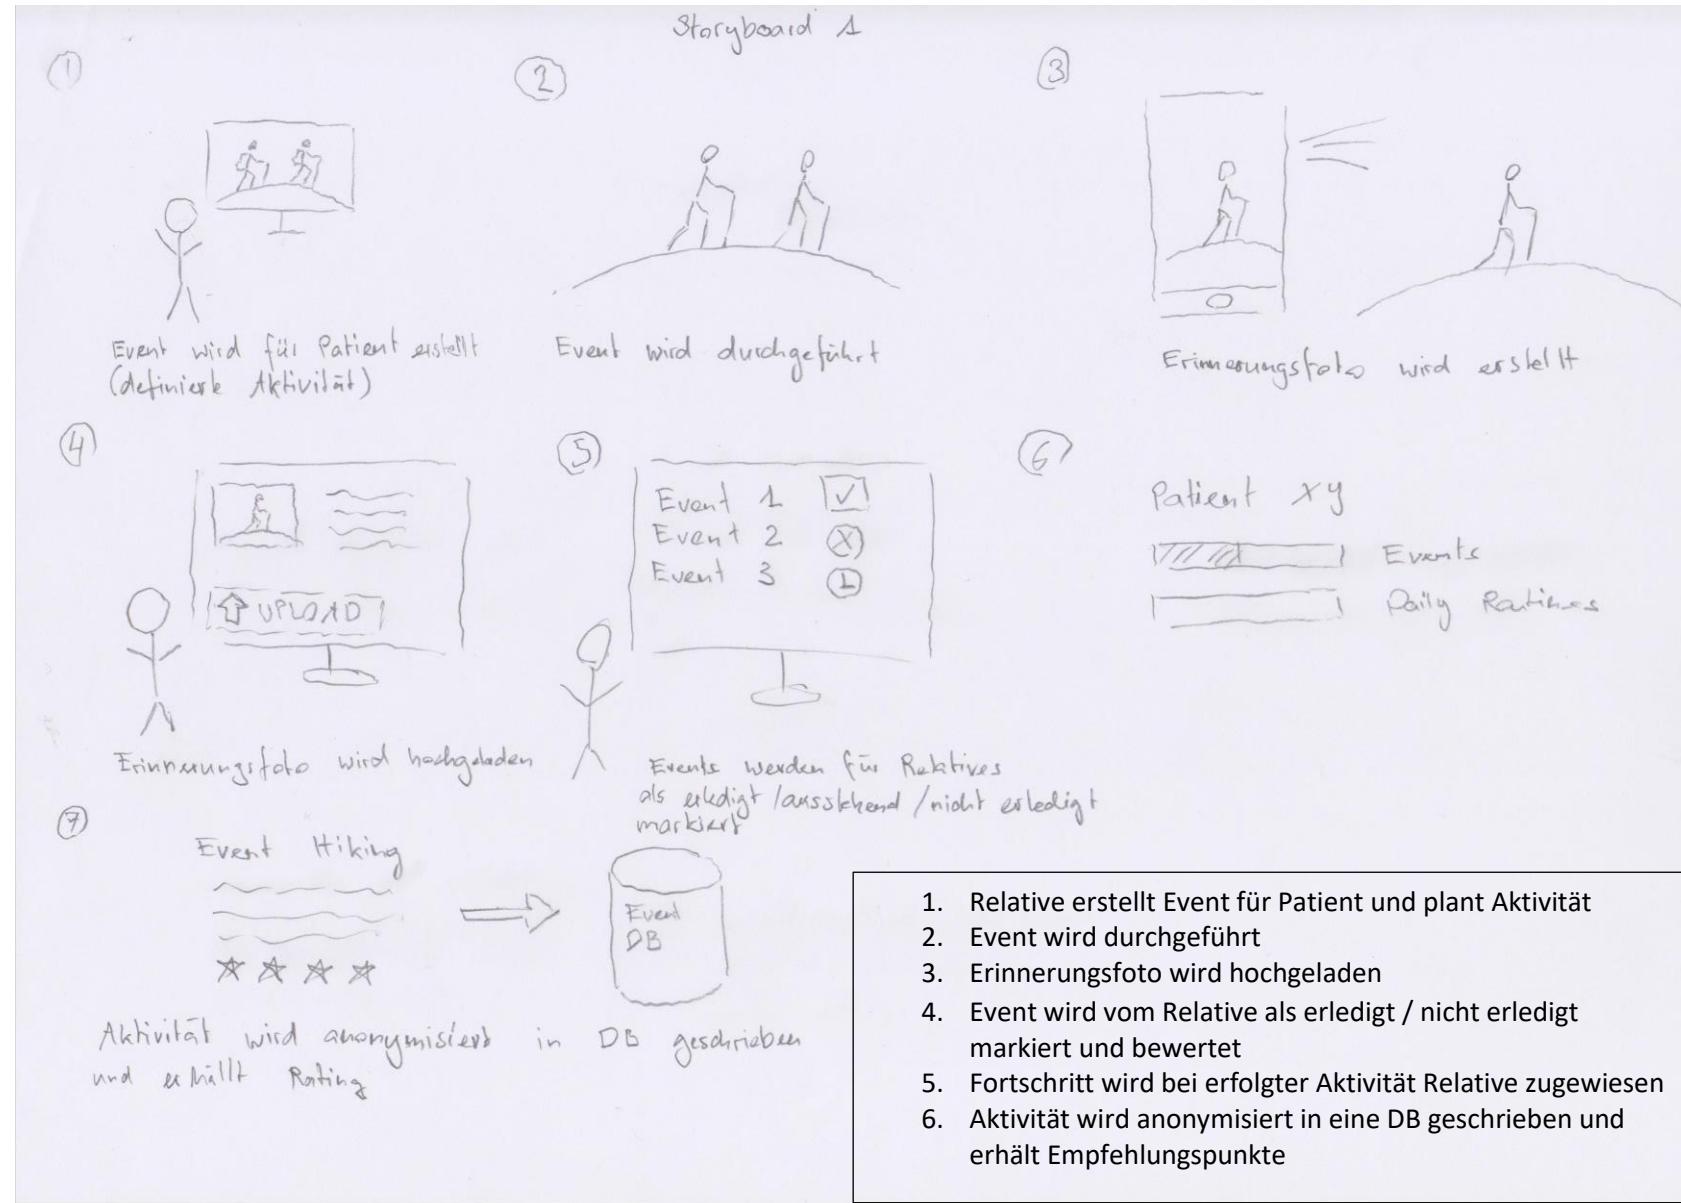 Storyboard 1
1
2
3
Event wird für Patient erstellt
(definierte Aktivität)
Event wird durchgeführt
Erinnerungsfoto wird erstellt
4
UPLOAD
Erinnerungsfoto wird hochgeladen
5
Event 1
Event 2
Event 3
Events werden für Relatives
als erledigt / ausstehend / nicht erledigt
markiert
6
Patient xy
Events
Daily Routines
7
Event Hiking
Event
DB
Aktivität wird anonymisiert in DB geschrieben
und erhällt Rating
1. Relative erstellt Event für Patient und plant Aktivität
2. Event wird durchgeführt
3. Erinnerungsfoto wird hochgeladen
4. Event wird vom Relative als erledigt / nicht erledigt
markiert und bewertet
5. Fortschritt wird bei erfolgter Aktivität Relative zugewiesen
6. Aktivität wird anonymisiert in eine DB geschrieben und
erhält Empfehlungspunkte